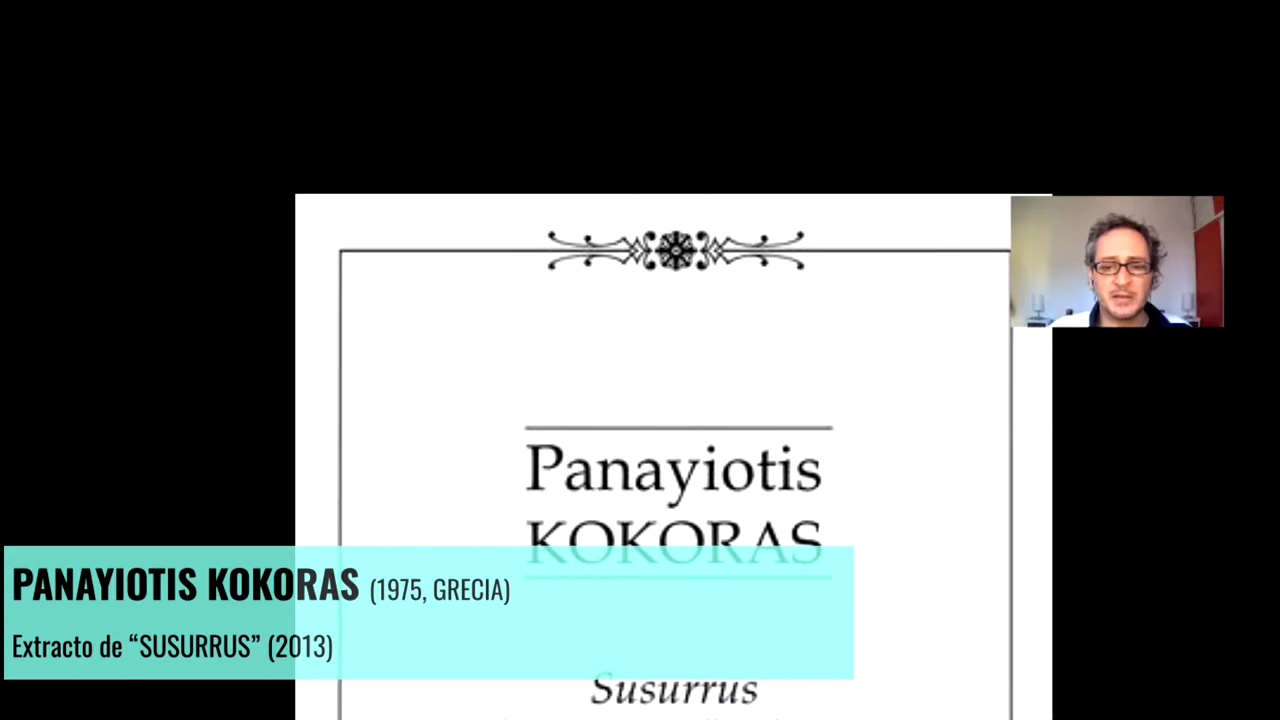 Panayiotis
KOKORAS
PANAYIOTIS KOKORAS (1975, GRECIA)
Extracto de “SUSURRUS” (2013)
Susurrus